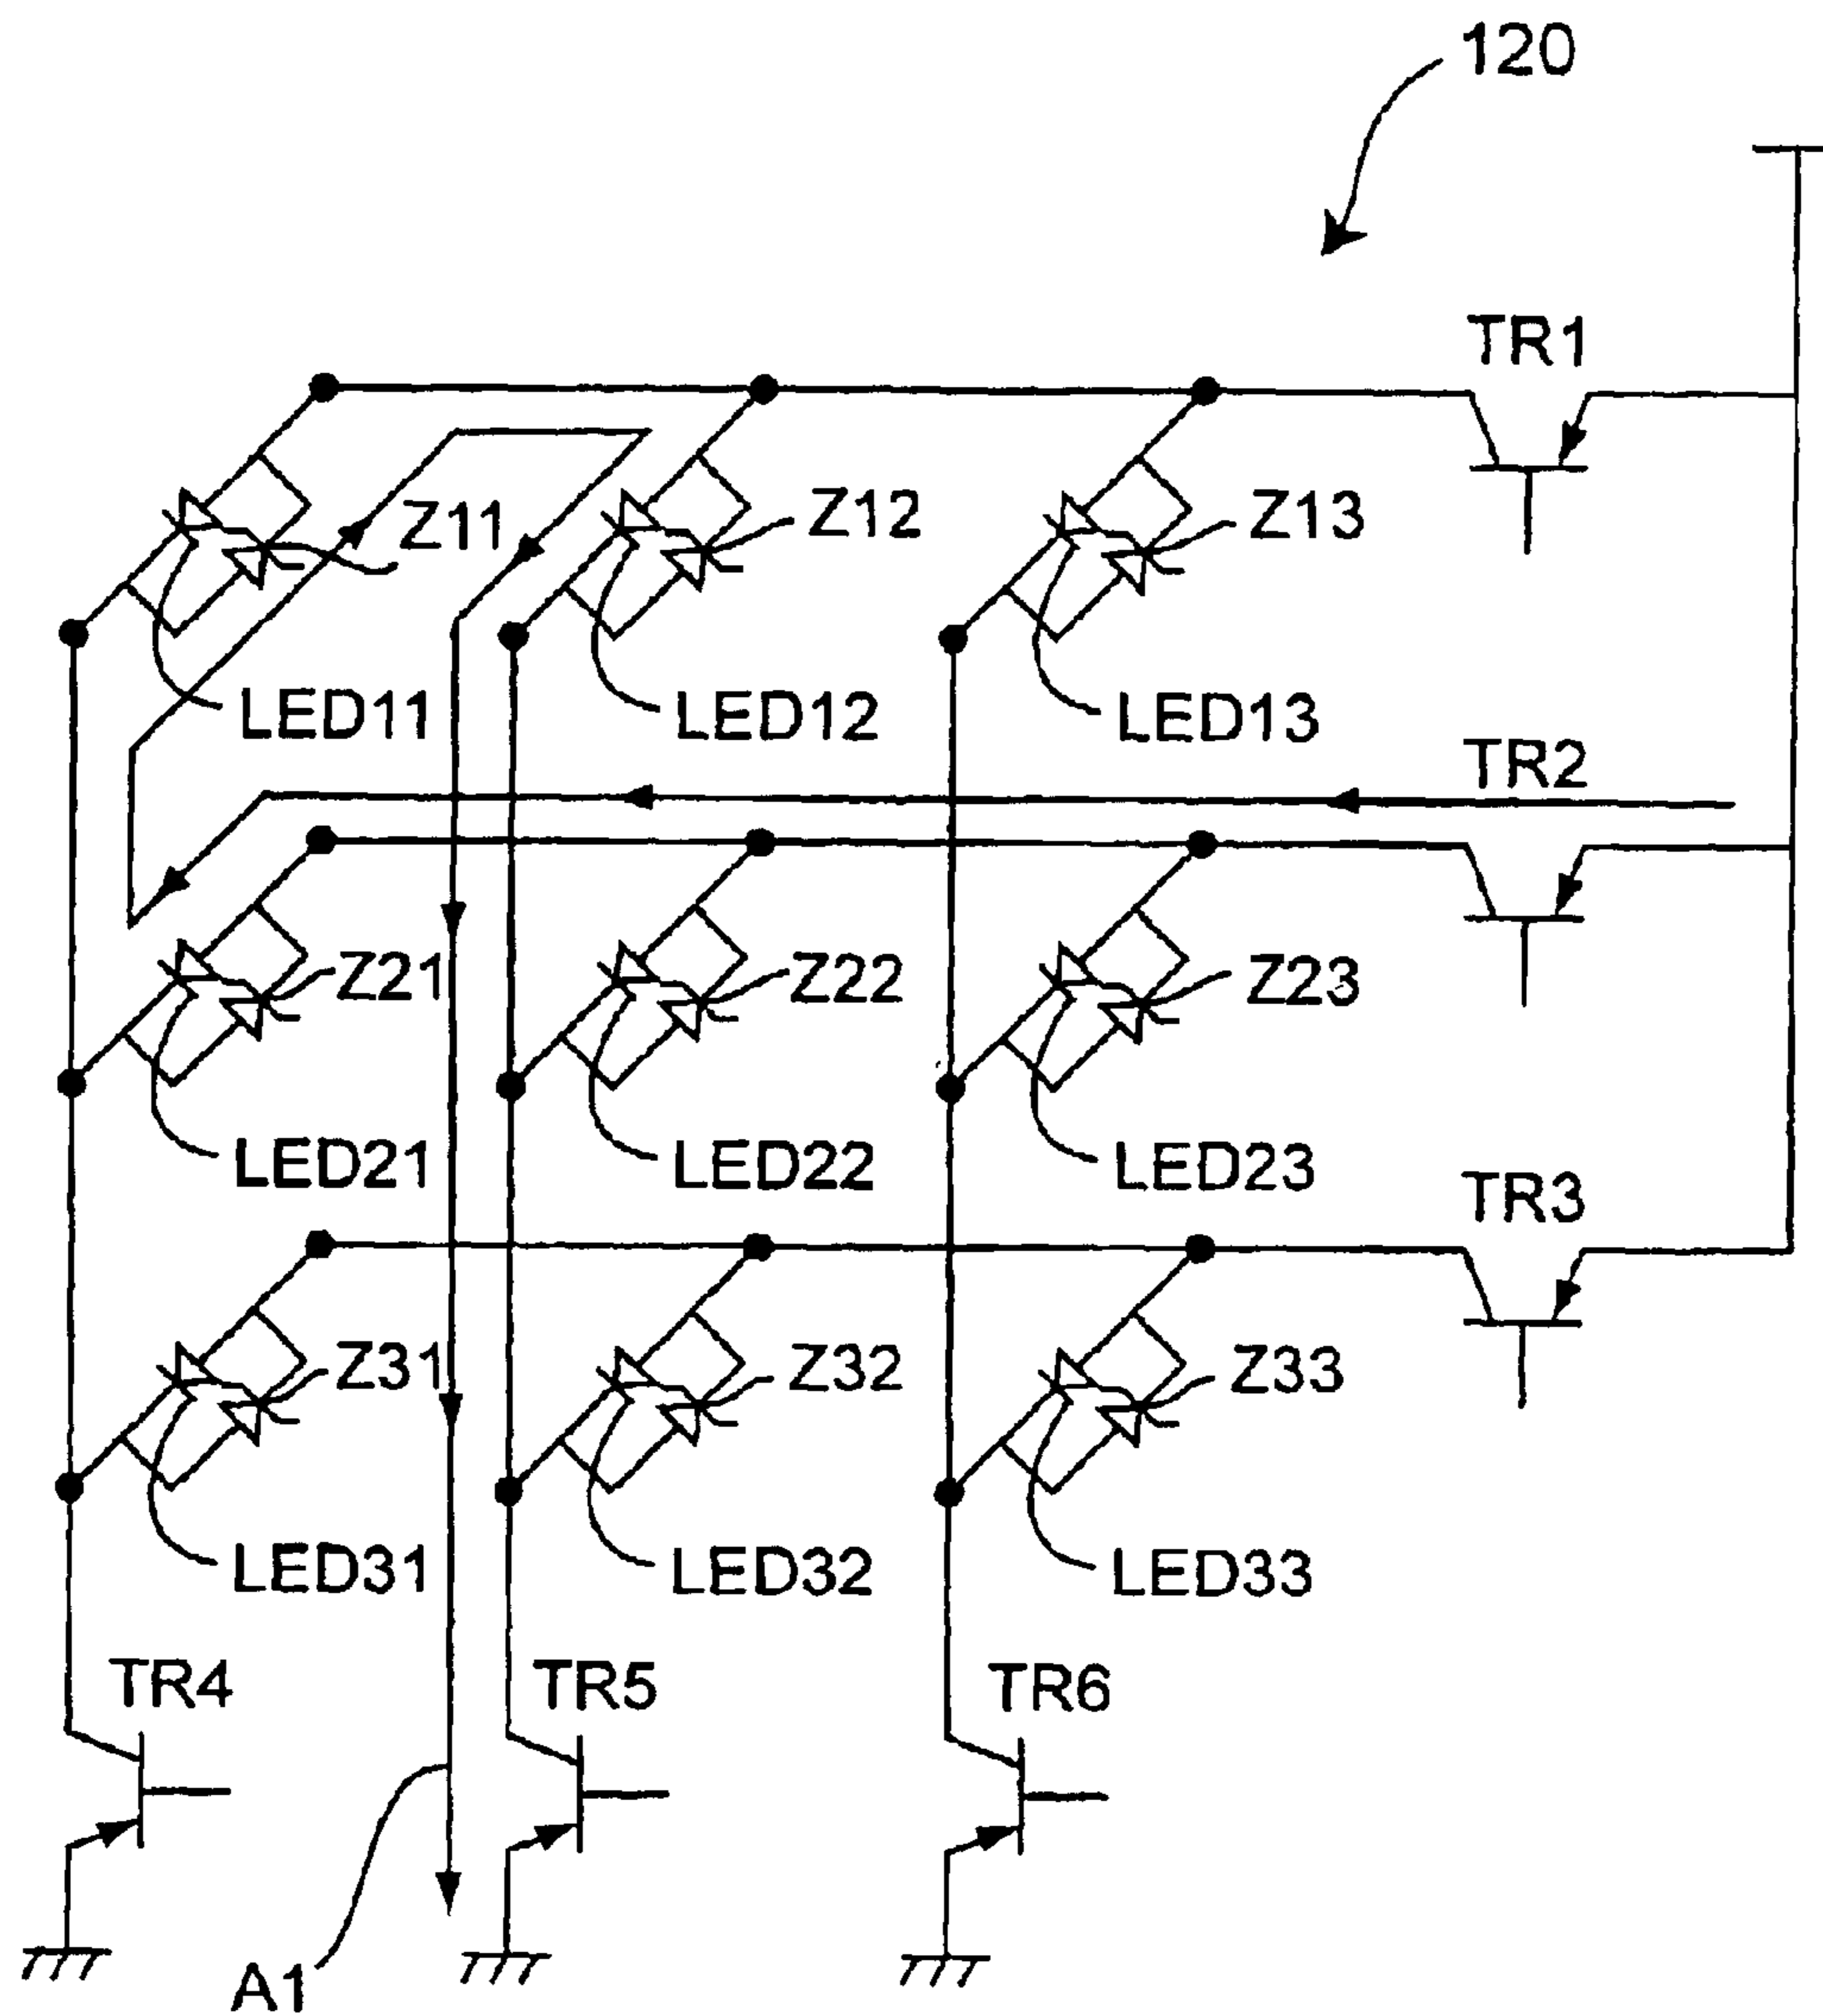 120
TR1
Z11
Z12
Z13
LED11
LED12
LED13
TR2
Z21
Z22
Z23
LED21
LED22
LED23
TR3
Z31
Z32
Z33
LED31
LED32
LED33
TR4
TR5
TR6
A1